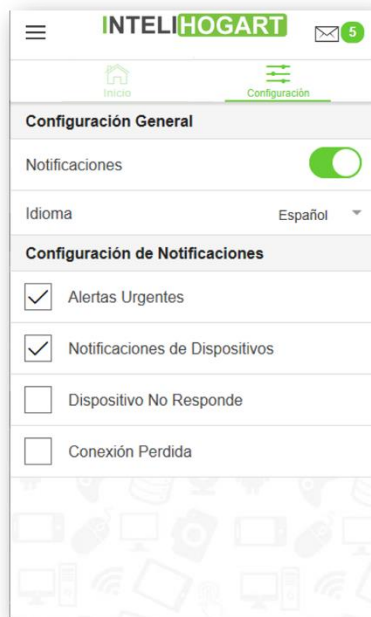 INTELIHOGART
5
Inicio
Configuración
Configuración General
Notificaciones
Idioma
Español
Configuración de Notificaciones
Alertas Urgentes
Notificaciones de Dispositivos
Dispositivo No Responde
Conexión Perdida